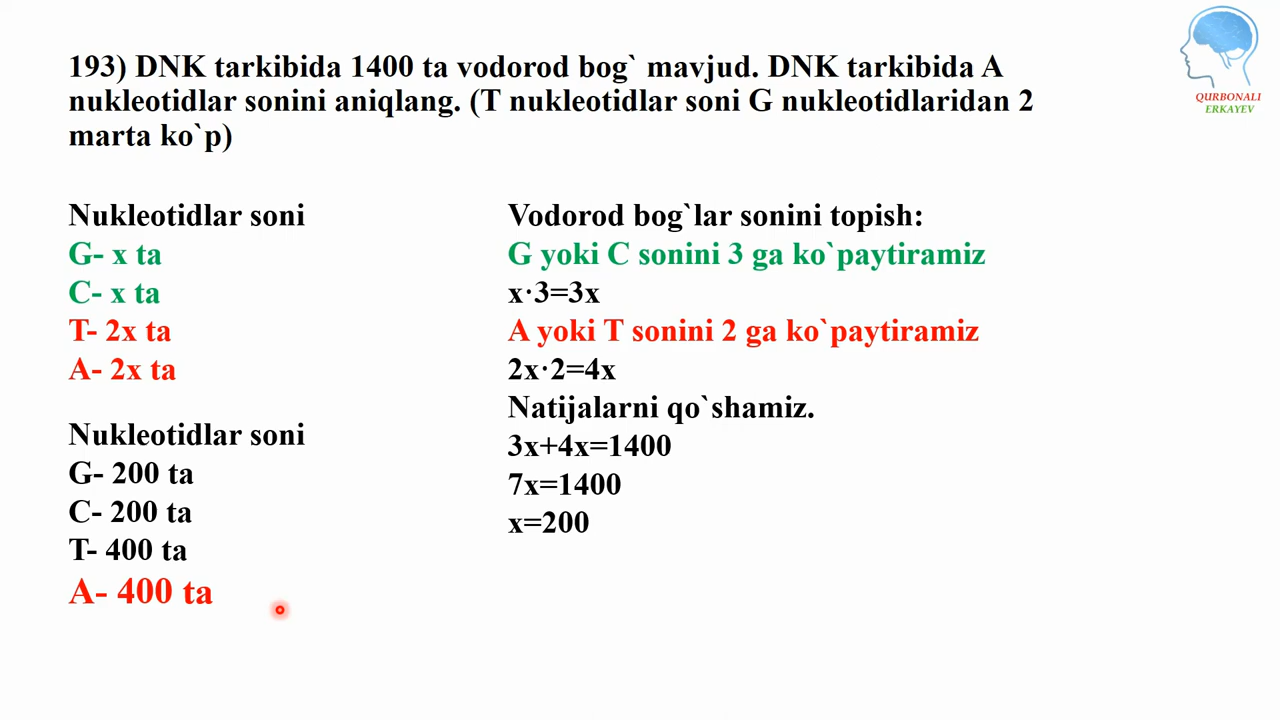 193) DNK tarkibida 1400 ta vodorod bog` mavjud. DNK tarkibida A
nukleotidlar sonini aniqlang. (T nukleotidlar soni G nukleotidlaridan 2
marta ko`p)
QURBONALI
ERKAYEV
Nukleotidlar soni
G- x ta
C- x ta
T- 2x ta
A- 2x ta
Nukleotidlar soni
G- 200 ta
C- 200 ta
T- 400 ta
A- 400 ta
Vodorod bog`lar sonini topish:
G yoki C sonini 3 ga ko`paytiramiz
x·3=3x
A yoki T sonini 2 ga ko`paytiramiz
2x·2=4x
Natijalarni qo`shamiz.
3x+4x=1400
7x=1400
x=200